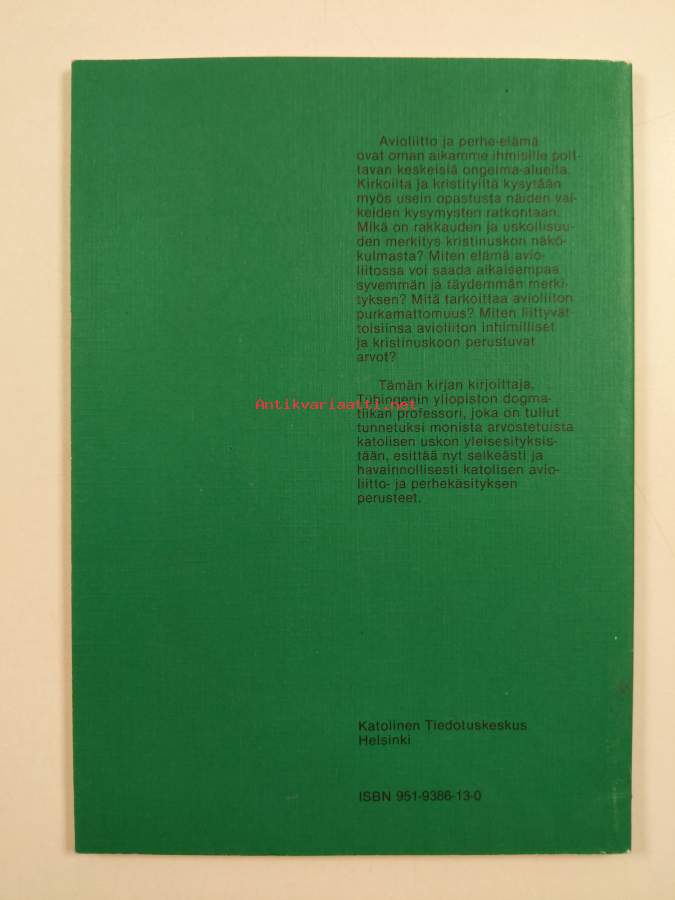 Avioliitto ja perhe-elämä
ovat oman aikamme ihmisille polt-
tavan keskeisiä ongelma-alueita.
Kirkoilta ja kristityiltä kysytään
myös usein opastusta näiden vai-
keiden kysymysten ratkontaan.
Mikä on rakkauden ja uskollisuu-
den merkitys kristinuskon näkö-
kulmasta? Miten elämä avio-
liitossa voi saada aikaisempaa
syvemmän ja täydemmän merki-
tyksen? Mitä tarkoittaa avioliiton
purkamattomuus? Miten liittyvät
toisiinsa avioliiton inhimilliset
ja kristinuskoon perustuvat
arvot?
Tämän kirjan kirjoittaja,
Tübingenin yliopiston dogma-
tiikan professori, joka on tullut
tunnetuksi monista arvostetuista
katolisen uskon yleisesityksis-
tään, esittää nyt selkeästi ja
havainnollisesti katolisen avio-
liitto- ja perhekäsityksen
perusteet.
Antikvariaatti.net
Katolinen Tiedotuskeskus
Helsinki
ISBN 951-9386-13-0